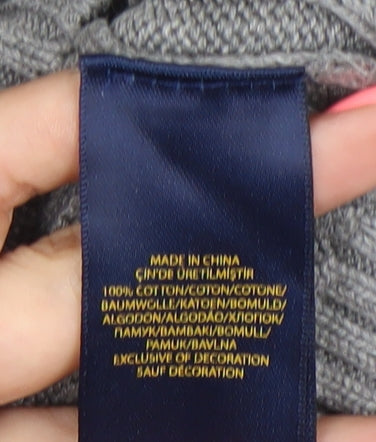 MADE IN CHINA
ÇİN'DE ÜRETİLMİŞTİR
100% COTTON/COTON/COTONE/
BAUMWOLLE/KATOEN/BOMULD/
ALGODON/ALGODÃO/ХЛОПОК/
ПАМУК/BAMBAKI/BOMULL/
PAMUK/BAVLNA
EXCLUSIVE OF DECORATION
SAUF DÉCORATION